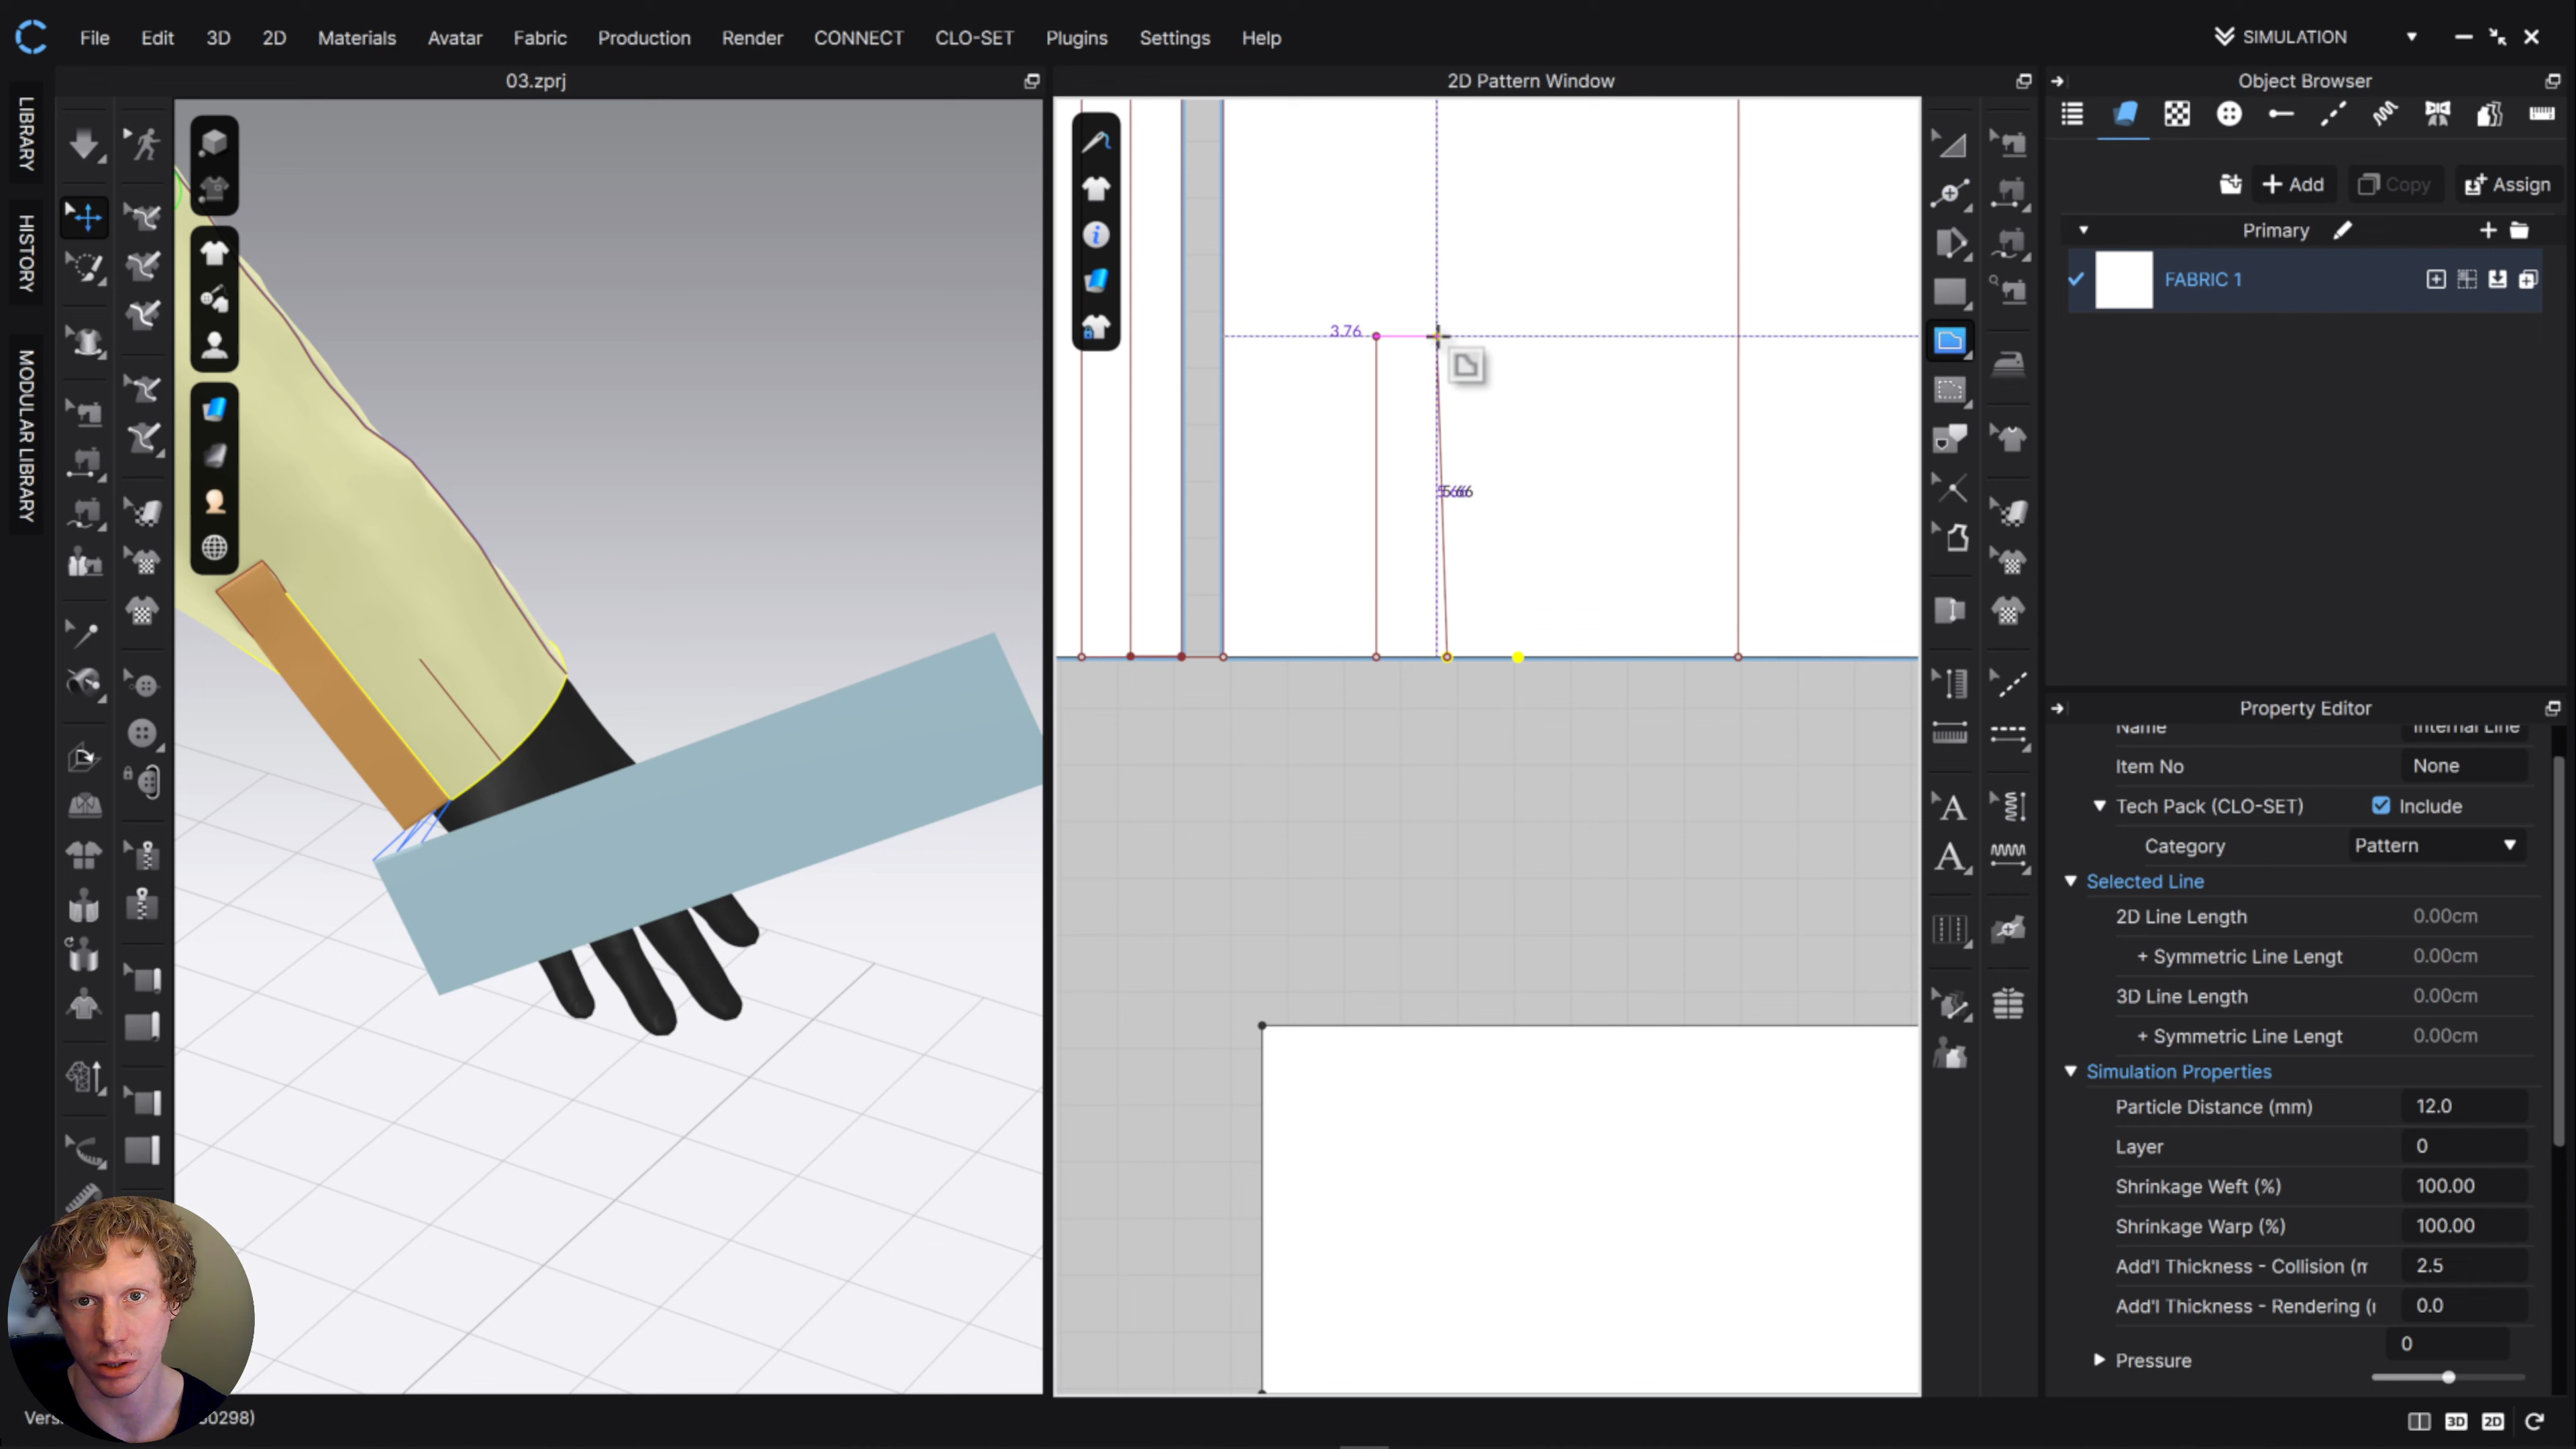 File Edit 3D 2D Materials Avatar Fabric Production Render CONNECT CLO-SET Plugins Settings Help
SIMULATION
03.zprj
2D Pattern Window
Object Browser
LIBRARY
HISTORY
MODULAR LIBRARY
Add
Copy
Assign
Primary
FABRIC 1
3.76
Property Editor
Name
Internal Line
Item No
None
Tech Pack (CLO-SET)
Include
Category
Pattern
Selected Line
2D Line Length
0.00cm
+ Symmetric Line Lengt
0.00cm
3D Line Length
0.00cm
+ Symmetric Line Lengt
0.00cm
Simulation Properties
Particle Distance (mm)
12.0
Layer
0
Shrinkage Weft (%)
100.00
Shrinkage Warp (%)
100.00
Add'l Thickness - Collision (m
2.5
Add'l Thickness - Rendering (
0.0
Pressure
0
A
A
3D
2D